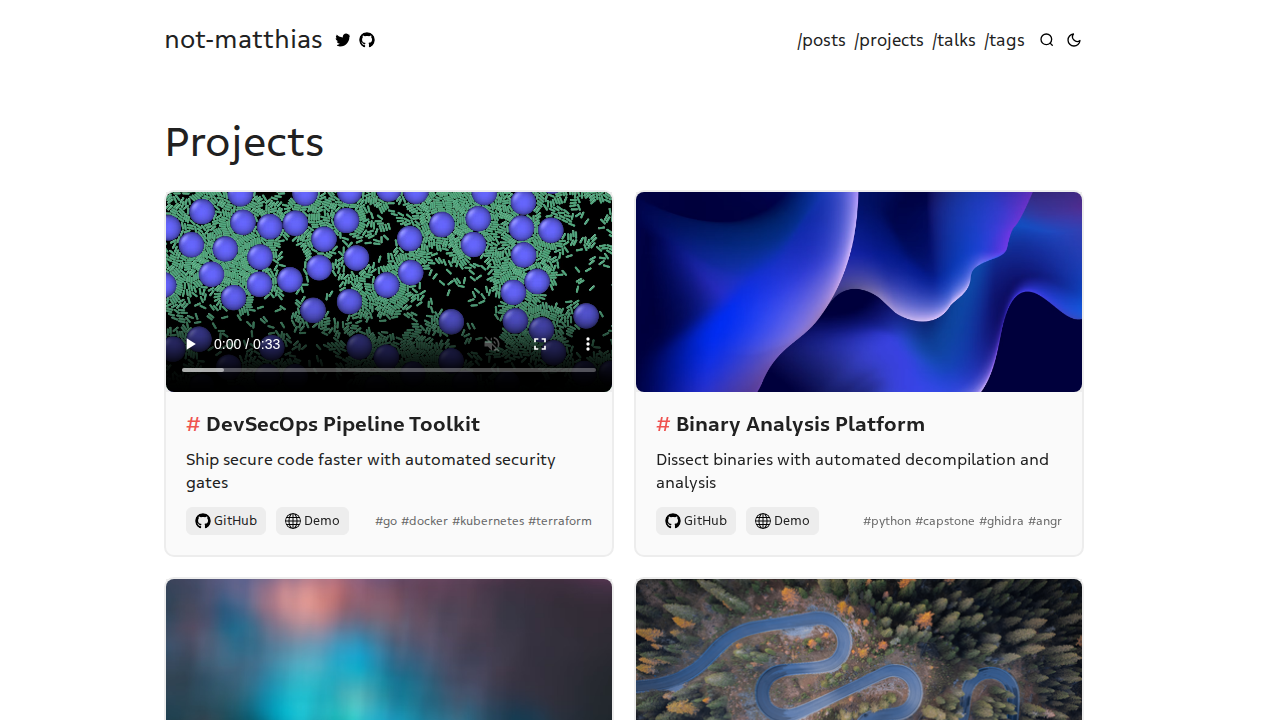 not-matthias
/posts /projects /talks /tags
Projects
0:00 / 0:33
# DevSecOps Pipeline Toolkit
Ship secure code faster with automated security
gates
GitHub Demo #go #docker #kubernetes #terraform
# Binary Analysis Platform
Dissect binaries with automated decompilation and
analysis
GitHub Demo #python #capstone #ghidra #angr